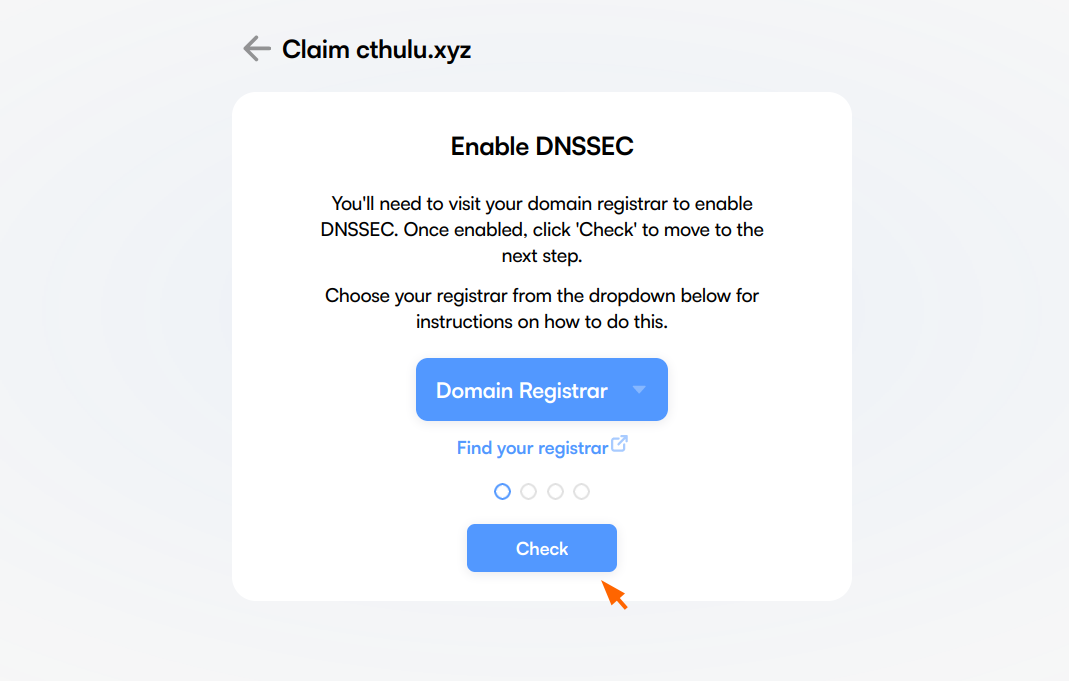 Claim cthulu.xyz
Enable DNSSEC
You'll need to visit your domain registrar to enable
DNSSEC. Once enabled, click 'Check' to move to the
next step.
Choose your registrar from the dropdown below for
instructions on how to do this.
Domain Registrar
Find your registrar
Check